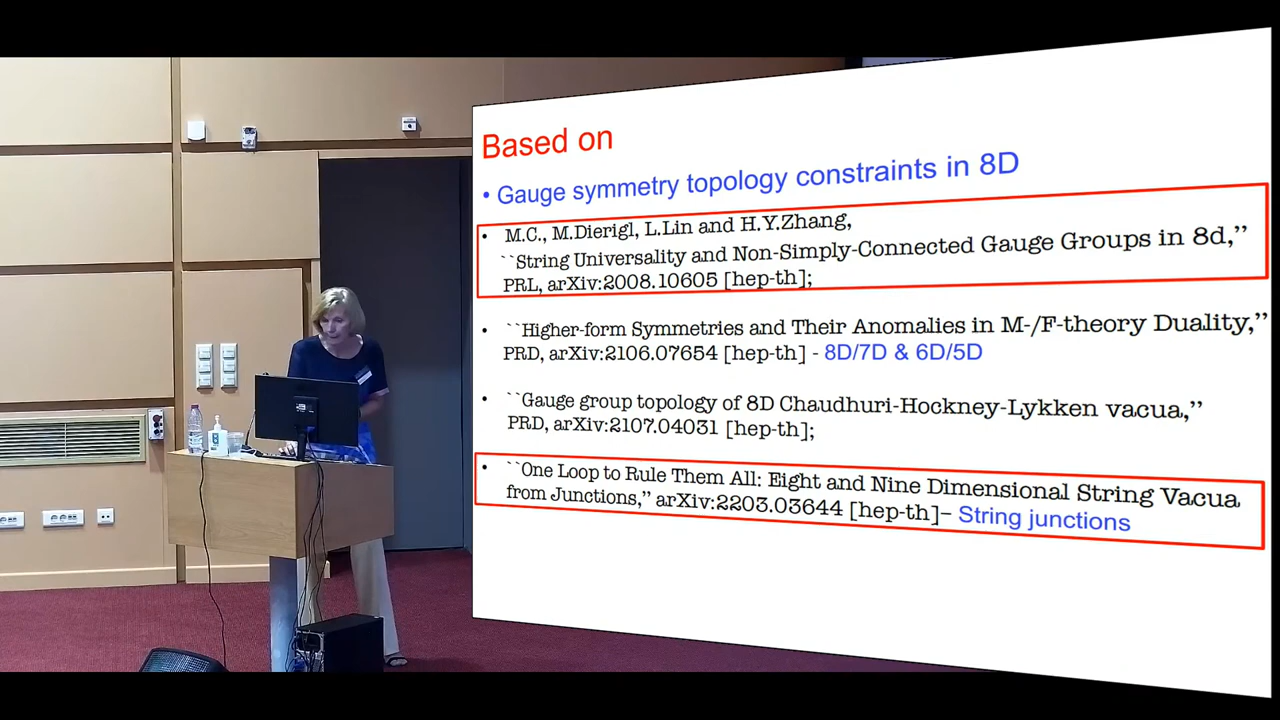 Based on
• Gauge symmetry topology constraints in 8D
• M.C., M.Dierigl, L.Lin and H.Y.Zhang,
``String Universality and Non-Simply-Connected Gauge Groups in 8d,’’
PRL, arXiv:2008.10605 [hep-th];
• ``Higher-form Symmetries and Their Anomalies in M-/F-theory Duality,’’
PRD, arXiv:2106.07654 [hep-th] - 8D/7D & 6D/5D
• ``Gauge group topology of 8D Chaudhuri-Hockney-Lykken vacua,’’
PRD, arXiv:2107.04031 [hep-th];
• ``One Loop to Rule Them All: Eight and Nine Dimensional String Vacua
from Junctions,’’ arXiv:2203.03644 [hep-th]– String junctions